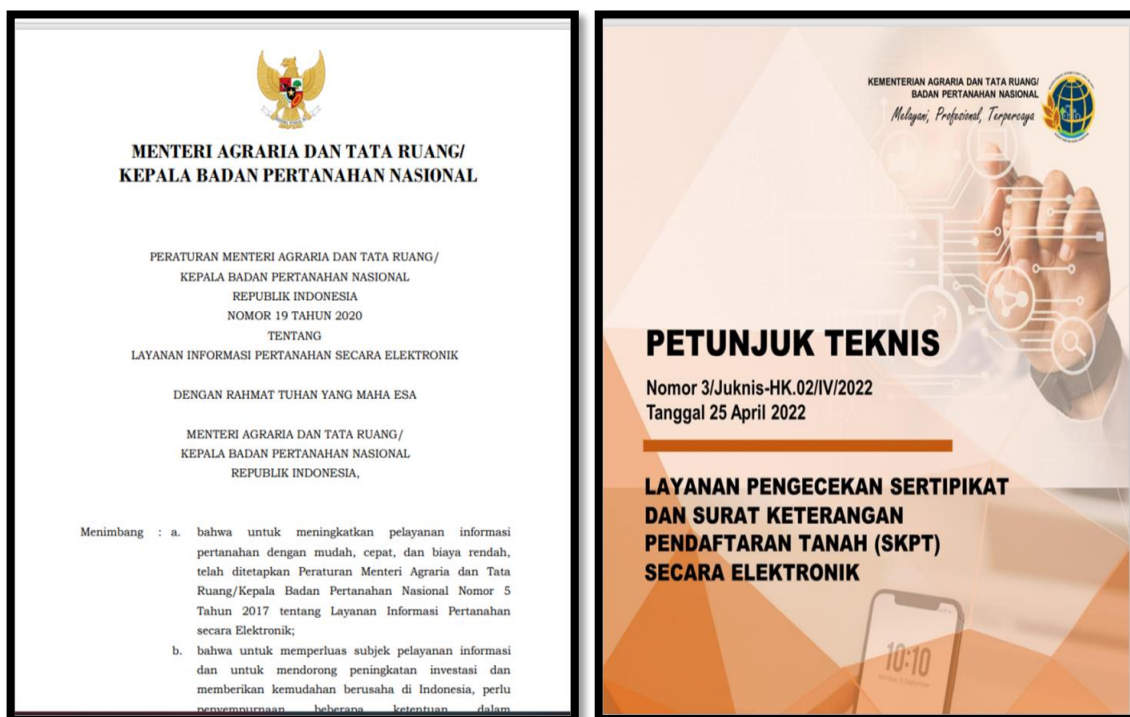 MENTERI AGRARIA DAN TATA RUANG/
KEPALA BADAN PERTANAHAN NASIONAL
PERATURAN MENTERI AGRARIA DAN TATA RUANG/
KEPALA BADAN PERTANAHAN NASIONAL
REPUBLIK INDONESIA
NOMOR 19 TAHUN 2020
TENTANG
LAYANAN INFORMASI PERTANAHAN SECARA ELEKTRONIK
DENGAN RAHMAT TUHAN YANG MAHA ESA
MENTERI AGRARIA DAN TATA RUANG/
KEPALA BADAN PERTANAHAN NASIONAL
REPUBLIK INDONESIA,
Menimbang : a. bahwa untuk meningkatkan pelayanan informasi
pertanahan dengan mudah, cepat, dan biaya rendah,
telah ditetapkan Peraturan Menteri Agraria dan Tata
Ruang/Kepala Badan Pertanahan Nasional Nomor 5
Tahun 2017 tentang Layanan Informasi Pertanahan
secara Elektronik;
b. bahwa untuk memperluas subjek pelayanan informasi
dan untuk mendorong peningkatan investasi dan
memberikan kemudahan berusaha di Indonesia, perlu
penyempurnaan beberapa ketentuan dalam
KEMENTERIAN AGRARIA DAN TATA RUANG/
BADAN PERTANAHAN NASIONAL
Melayani, Profesional, Terpercaya
PETUNJUK TEKNIS
Nomor 3/Juknis-HK.02/IV/2022
Tanggal 25 April 2022
LAYANAN PENGECEKAN SERTIPIKAT
DAN SURAT KETERANGAN
PENDAFTARAN TANAH (SKPT)
SECARA ELEKTRONIK
10:10